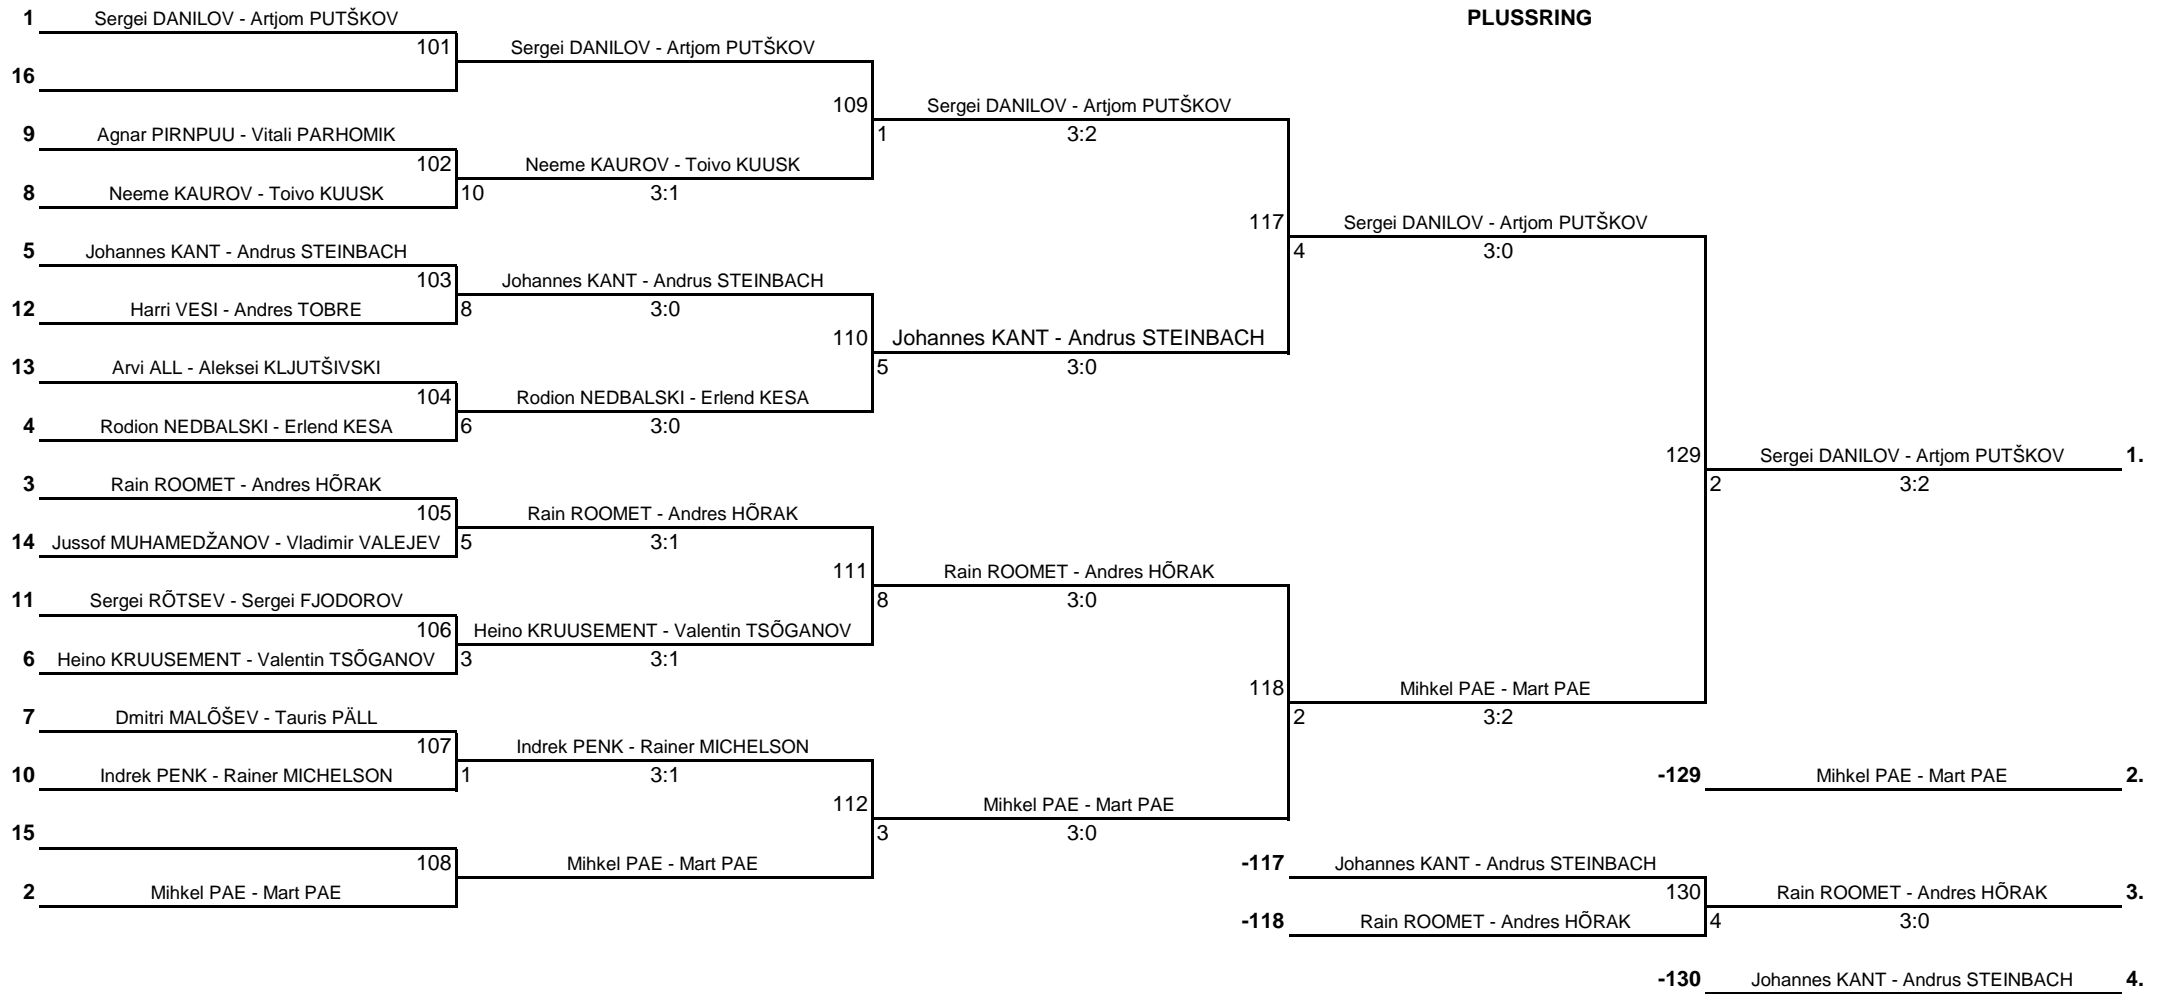 PLUSSRING
1 Sergei DANILOV - Artjom PUTŠKOV
101 Sergei DANILOV - Artjom PUTŠKOV
16
109 Sergei DANILOV - Artjom PUTŠKOV
9 Agnar PIRNPUU - Vitali PARHOMIK 1 3:2
102 Neeme KAUROV - Toivo KUUSK
8 Neeme KAUROV - Toivo KUUSK 10 3:1
117 Sergei DANILOV - Artjom PUTŠKOV
5 Johannes KANT - Andrus STEINBACH 4 3:0
103 Johannes KANT - Andrus STEINBACH
12 Harri VESI - Andres TOBRE 8 3:0
110 Johannes KANT - Andrus STEINBACH
13 Arvi ALL - Aleksei KLJUTŠIVSKI 5 3:0
104 Rodion NEDBALSKI - Erlend KESA
4 Rodion NEDBALSKI - Erlend KESA 6 3:0
129 Sergei DANILOV - Artjom PUTŠKOV 1.
3 Rain ROOMET - Andres HÕRAK 2 3:2
105 Rain ROOMET - Andres HÕRAK
14 Jussof MUHAMEDŽANOV - Vladimir VALEJEV 5 3:1
111 Rain ROOMET - Andres HÕRAK
11 Sergei RÕTSEV - Sergei FJODOROV 8 3:0
106 Heino KRUUSEMENT - Valentin TSÕGANOV
6 Heino KRUUSEMENT - Valentin TSÕGANOV 3 3:1
118 Mihkel PAE - Mart PAE
7 Dmitri MALÕŠEV - Tauris PÄLL 2 3:2
107 Indrek PENK - Rainer MICHELSON
10 Indrek PENK - Rainer MICHELSON 1 3:1 -129 Mihkel PAE - Mart PAE 2.
112 Mihkel PAE - Mart PAE
15 3 3:0
108 Mihkel PAE - Mart PAE -117 Johannes KANT - Andrus STEINBACH
2 Mihkel PAE - Mart PAE 130 Rain ROOMET - Andres HÕRAK 3.
-118 Rain ROOMET - Andres HÕRAK 4 3:0
-130 Johannes KANT - Andrus STEINBACH 4.